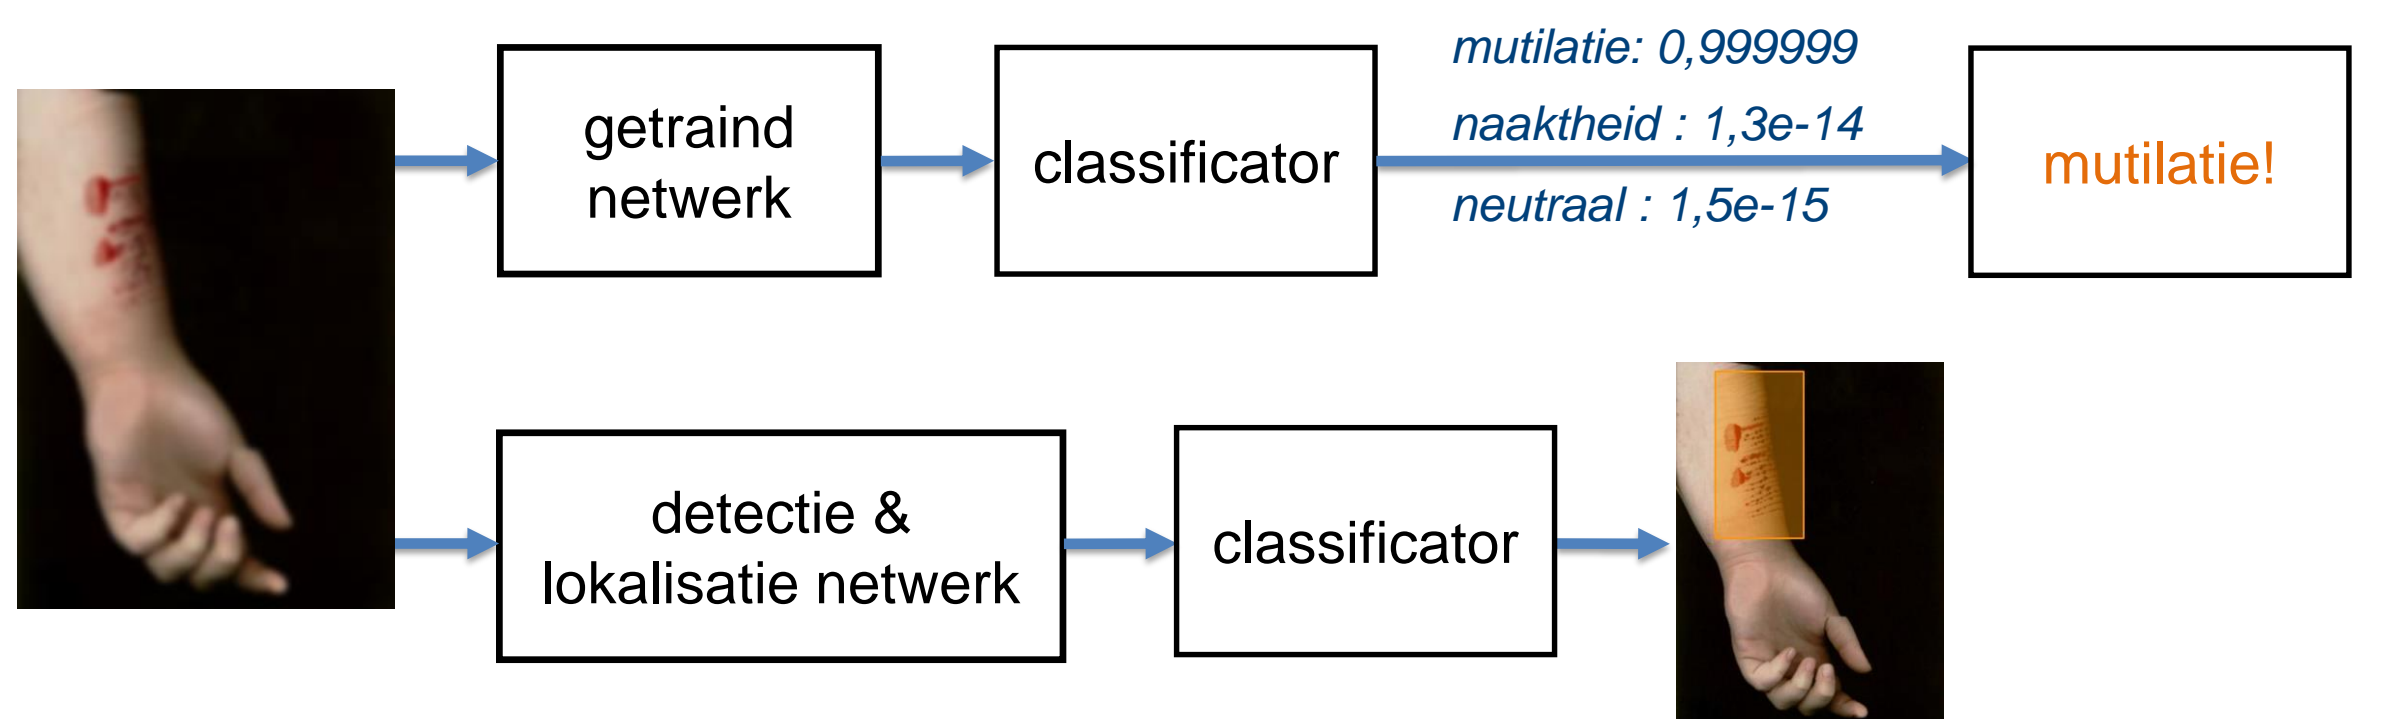 getraind
netwerk
classificator
mutilatie: 0,999999
naaktheid : 1,3e-14
neutraal : 1,5e-15
mutilatie!
detectie &
lokalisatie netwerk
classificator